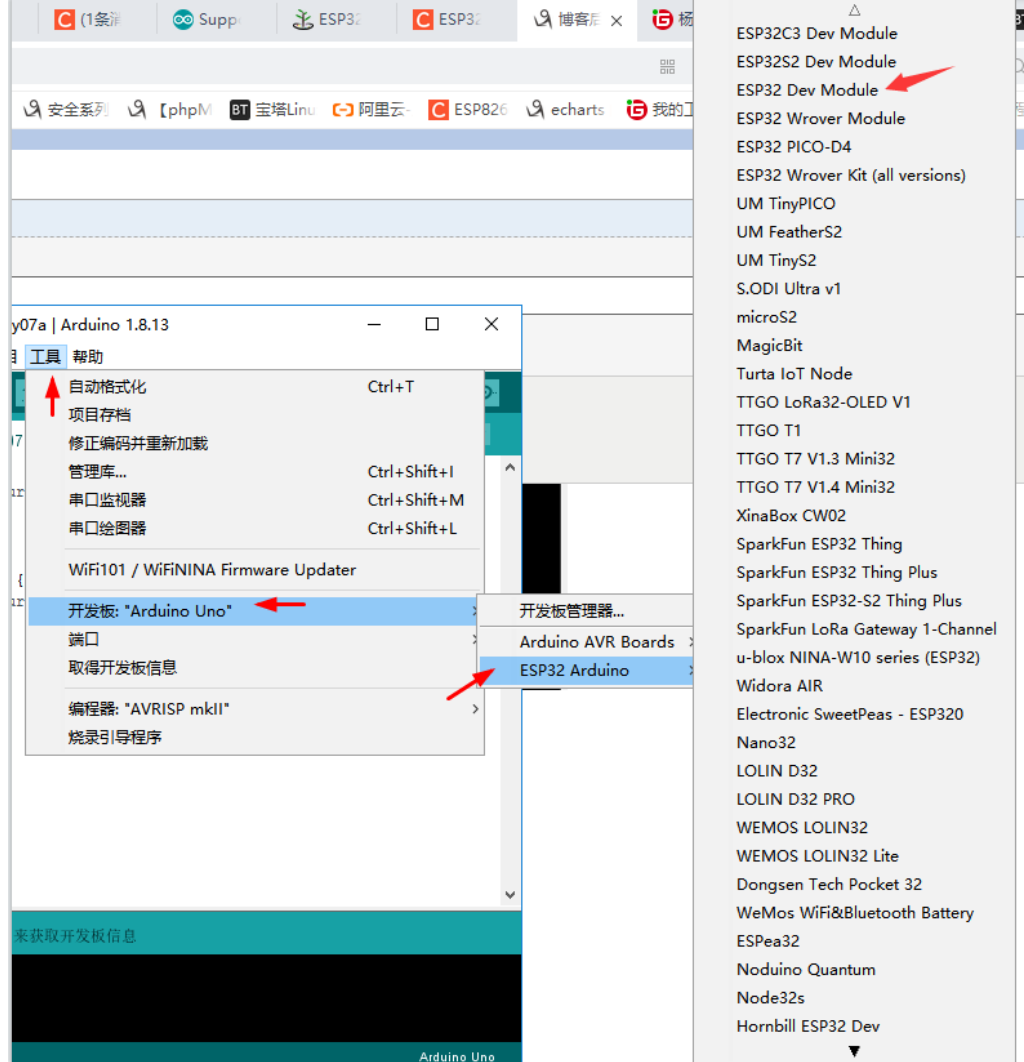 (1条消
Supp
ESP32
ESP32
博客后
杨
安全系列
【phpM
BT 宝塔Linu
阿里云-
ESP826
echarts
我的工
y07a | Arduino 1.8.13
工具 帮助
自动格式化 Ctrl+T
项目存档
修正编码并重新加载
管理库... Ctrl+Shift+I
串口监视器 Ctrl+Shift+M
串口绘图器 Ctrl+Shift+L
WiFi101 / WiFiNINA Firmware Updater
开发板: "Arduino Uno"
端口
取得开发板信息
编程器: "AVRISP mkII"
烧录引导程序
开发板管理器...
Arduino AVR Boards
ESP32 Arduino
来获取开发板信息
Arduino Uno
ESP32C3 Dev Module
ESP32S2 Dev Module
ESP32 Dev Module
ESP32 Wrover Module
ESP32 PICO-D4
ESP32 Wrover Kit (all versions)
UM TinyPICO
UM FeatherS2
UM TinyS2
S.ODI Ultra v1
microS2
MagicBit
Turta IoT Node
TTGO LoRa32-OLED V1
TTGO T1
TTGO T7 V1.3 Mini32
TTGO T7 V1.4 Mini32
XinaBox CW02
SparkFun ESP32 Thing
SparkFun ESP32 Thing Plus
SparkFun ESP32-S2 Thing Plus
SparkFun LoRa Gateway 1-Channel
u-blox NINA-W10 series (ESP32)
Widora AIR
Electronic SweetPeas - ESP320
Nano32
LOLIN D32
LOLIN D32 PRO
WEMOS LOLIN32
WEMOS LOLIN32 Lite
Dongsen Tech Pocket 32
WeMos WiFi&Bluetooth Battery
ESPea32
Noduino Quantum
Node32s
Hornbill ESP32 Dev